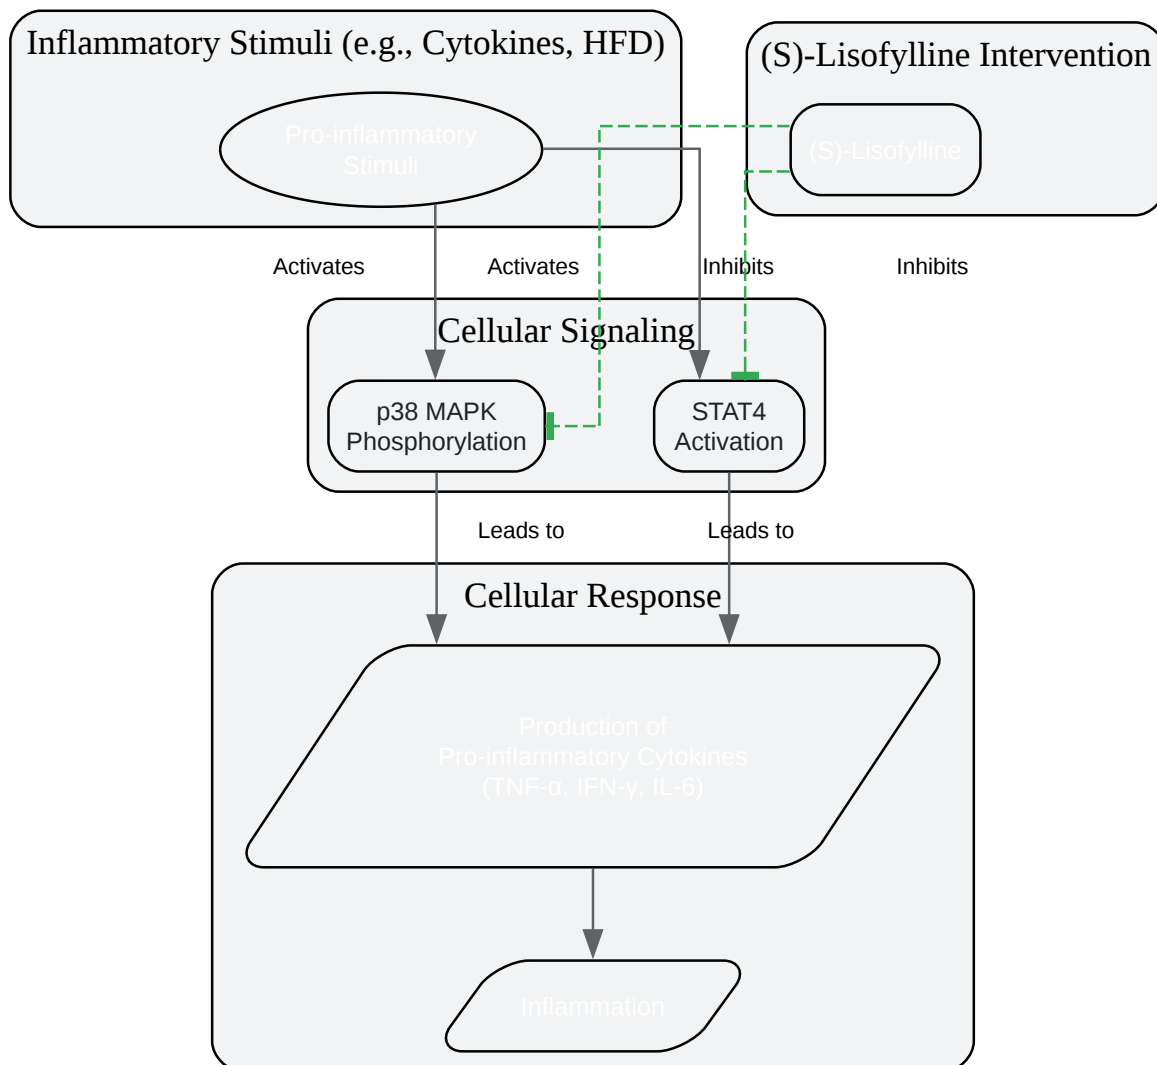 Inflammatory Stimuli (e.g., Cytokines, HFD)
(S)-Lisofylline Intervention
Pro-inflammatory
Stimuli
(S)-Lisofylline
Activates
Activates
Inhibits
Inhibits
Cellular Signaling
p38 MAPK
Phosphorylation
STAT4
Activation
Leads to
Leads to
Cellular Response
Production of
Pro-inflammatory Cytokines
(TNF-α, IFN-γ, IL-6)
Inflammation